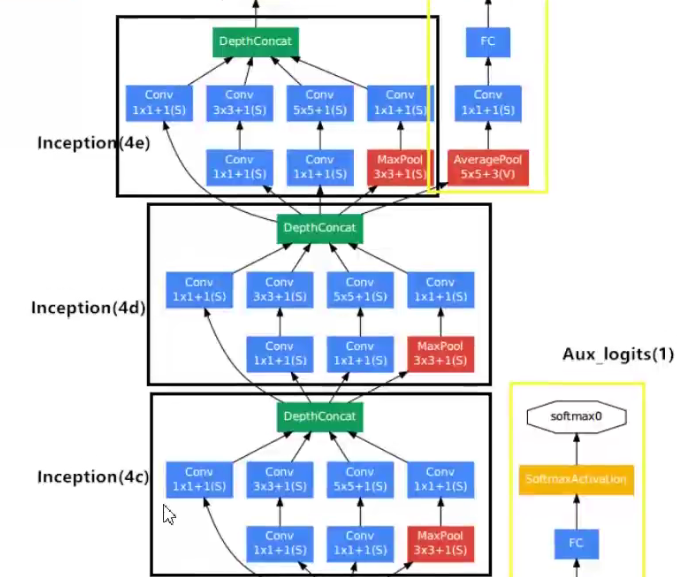 DepthConcat
FC
Conv
1x1+1(S)
Conv
3x3+1(S)
Conv
5x5+1(S)
Conv
1x1+1(S)
Conv
1x1+1(S)
Inception(4e)
Conv
1x1+1(S)
Conv
1x1+1(S)
MaxPool
3x3+1(S)
AveragePool
5x5+3(V)
DepthConcat
Conv
1x1+1(S)
Conv
3x3+1(S)
Conv
5x5+1(S)
Conv
1x1+1(S)
Inception(4d)
Conv
1x1+1(S)
Conv
1x1+1(S)
MaxPool
3x3+1(S)
Aux_logits(1)
DepthConcat
softmax0
Inception(4c)
Conv
1x1+1(S)
Conv
3x3+1(S)
Conv
5x5+1(S)
Conv
1x1+1(S)
SoftmaxActivation
Conv
1x1+1(S)
Conv
1x1+1(S)
MaxPool
3x3+1(S)
FC